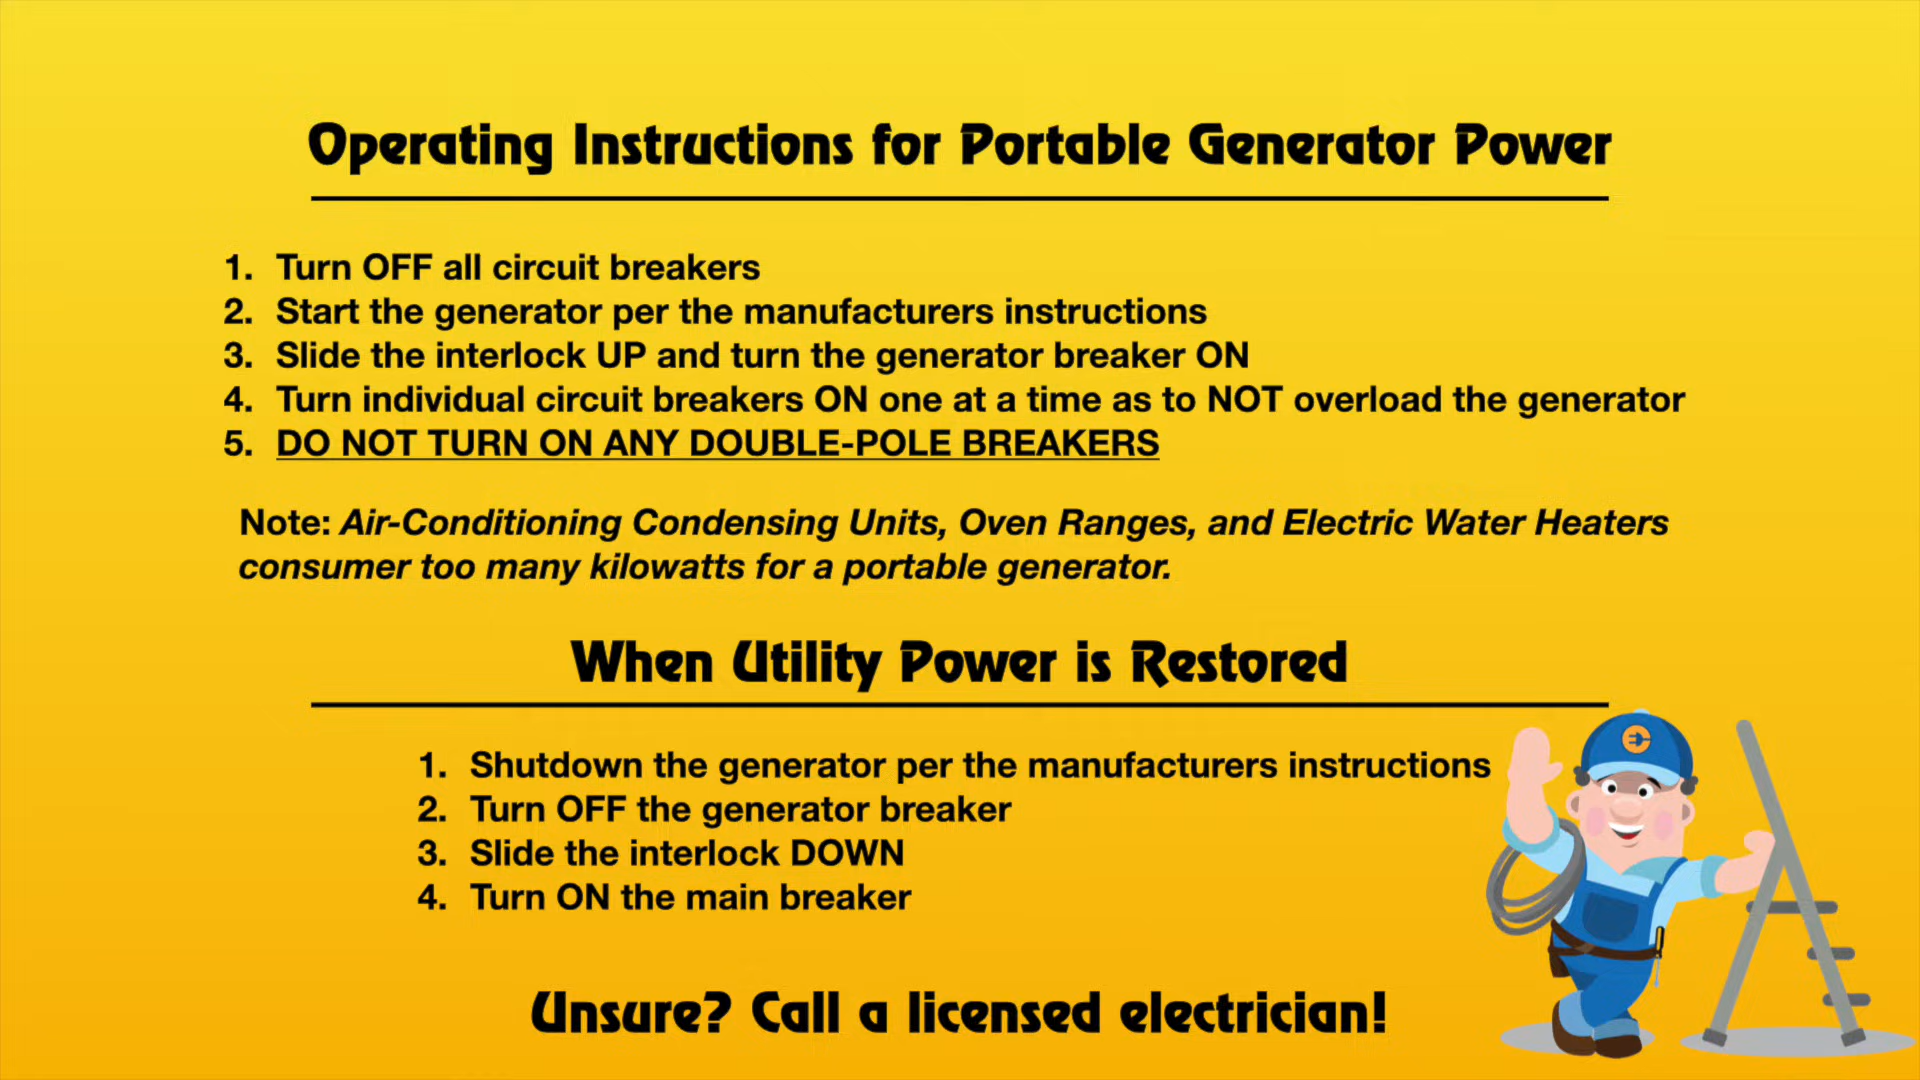 Operating Instructions for Portable Generator Power
1. Turn OFF all circuit breakers
2. Start the generator per the manufacturers instructions
3. Slide the interlock UP and turn the generator breaker ON
4. Turn individual circuit breakers ON one at a time as to NOT overload the generator
5. DO NOT TURN ON ANY DOUBLE-POLE BREAKERS
Note: Air-Conditioning Condensing Units, Oven Ranges, and Electric Water Heaters
consumer too many kilowatts for a portable generator.
When Utility Power is Restored
1. Shutdown the generator per the manufacturers instructions
2. Turn OFF the generator breaker
3. Slide the interlock DOWN
4. Turn ON the main breaker
Unsure? Call a licensed electrician!